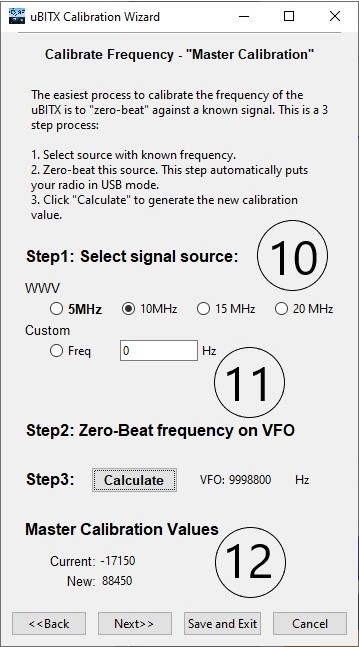 uBITX Calibration Wizard
Calibrate Frequency - "Master Calibration"
The easiest process to calibrate the frequency of the
uBITX is to "zero-beat" against a known signal. This is a 3
step process:
1. Select source with known frequency.
2. Zero-beat this source. This step automatically puts
your radio in USB mode.
3. Click "Calculate" to generate the new calibration
value.
Step1: Select signal source:
10
WWV
5MHz 10MHz 15 MHz 20 MHz
Custom
Freq 0 Hz
11
Step2: Zero-Beat frequency on VFO
Step3: Calculate VFO: 9998800 Hz
Master Calibration Values
12
Current: -17150
New: 88450
<<Back Next>> Save and Exit Cancel